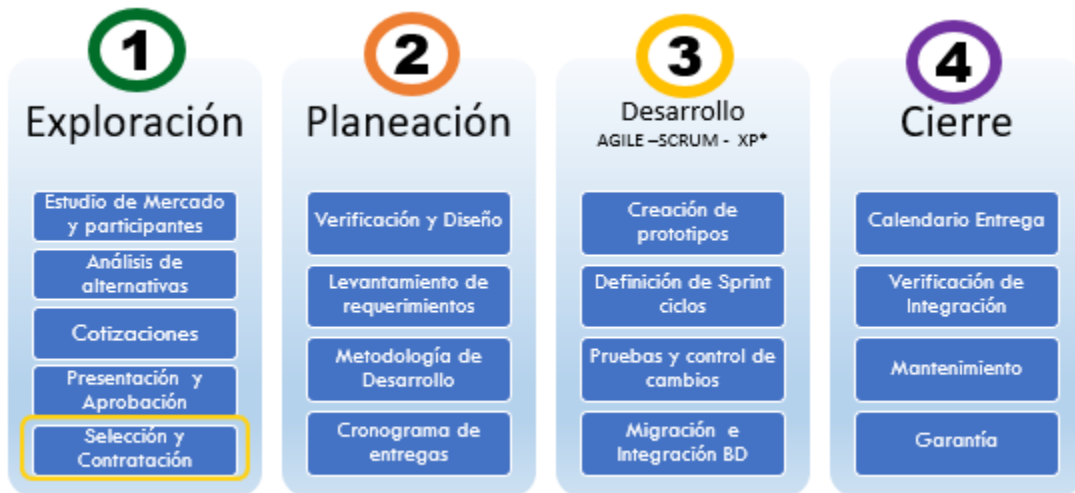 1
Exploración
Estudio de Mercado
y participantes
Análisis de
alternativas
Cotizaciones
Presentación y
Aprobación
Selección y
Contratación
2
Planeación
Verificación y Diseño
Levantamiento de
requerimientos
Metodología de
Desarrollo
Cronograma de
entregas
3
Desarrollo
AGILE –SCRUM - XP*
Creación de
prototipos
Definición de Sprint
ciclos
Pruebas y control de
cambios
Migración e
Integración BD
4
Cierre
Calendario Entrega
Verificación de
Integración
Mantenimiento
Garantía